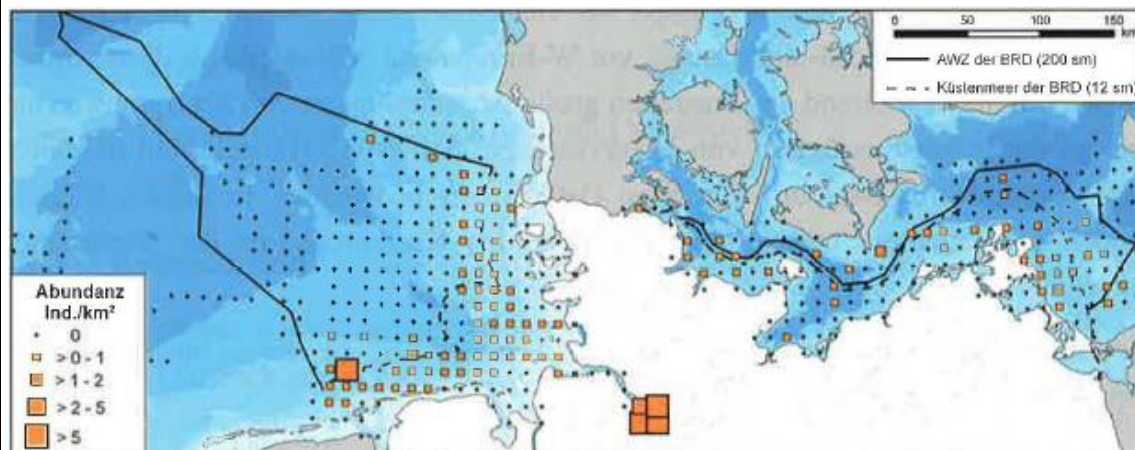 0 50 100 150
km
AWZ der BRD (200 sm)
Küstenmeer der BRD (12 sm)
Abundanz
Ind./km²
0
>0 - 1
>1 - 2
>2 - 5
>5